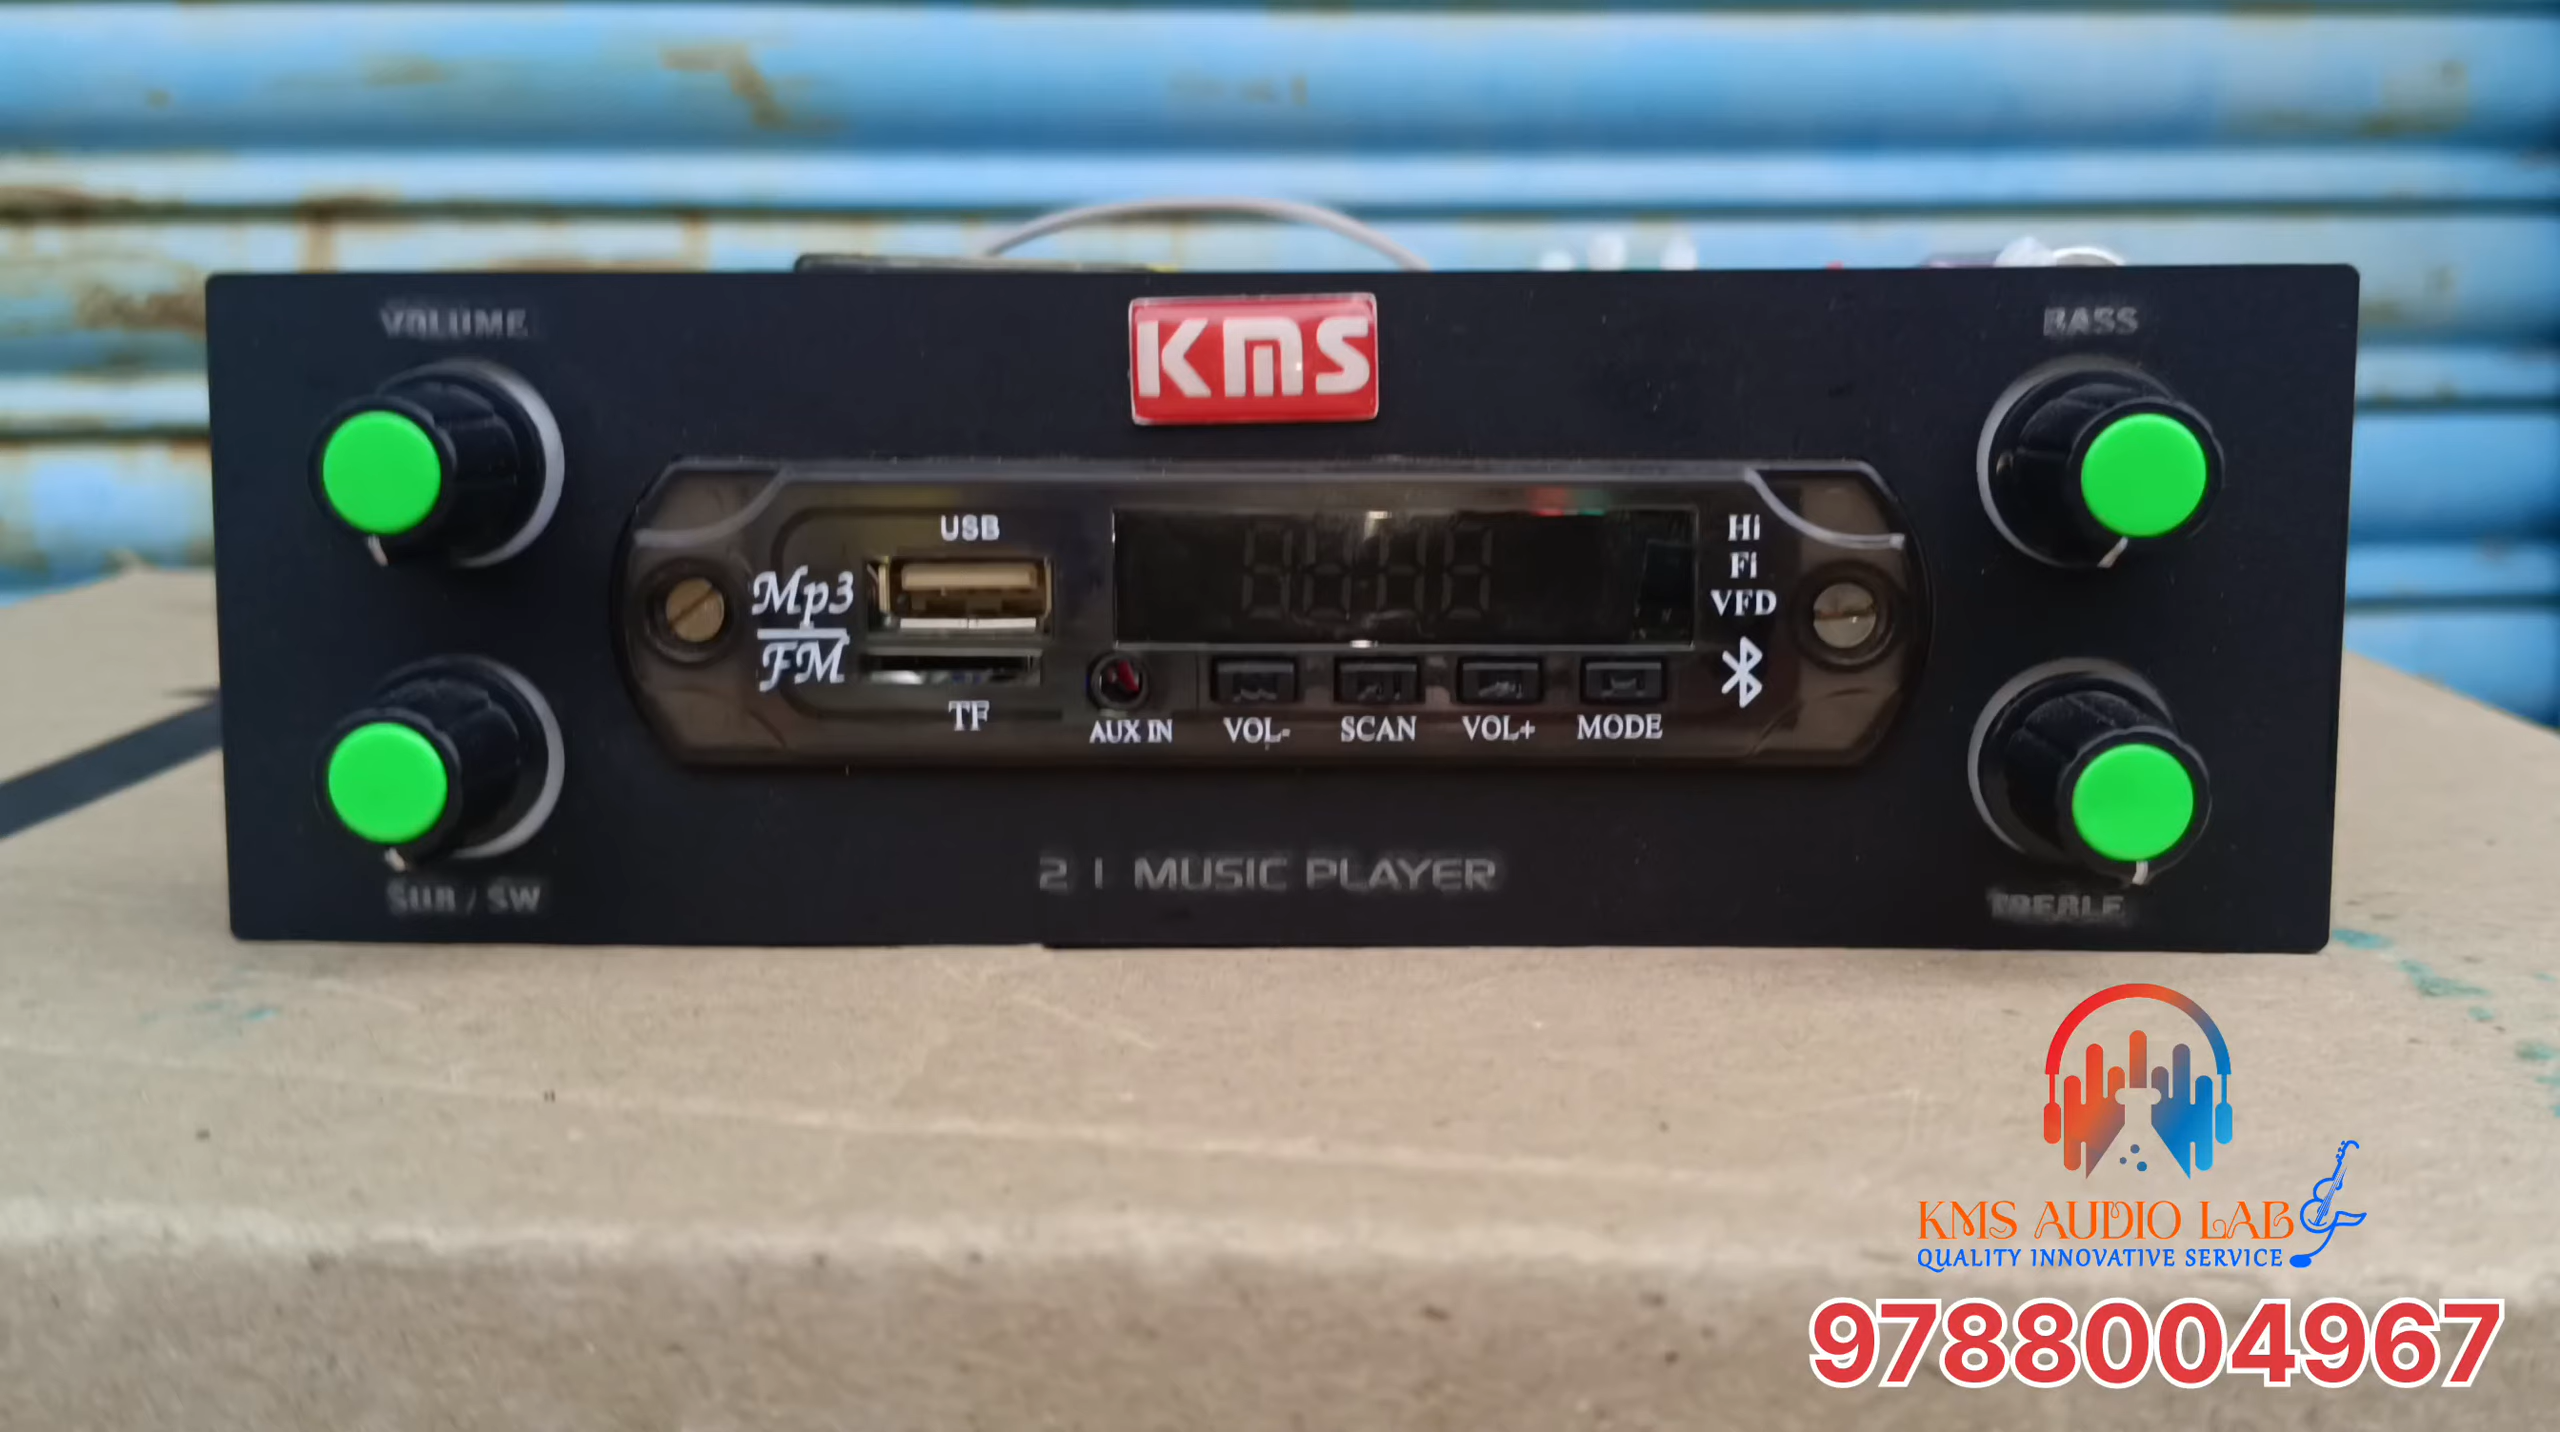 VOLUME
KMS
BASS
USB
Mp3
FM
TF
AUX IN
VOL-
SCAN
VOL+
MODE
Hi
Fi
VFD
2 1 MUSIC PLAYER
SUB / SW
TREBLE
KMS AUDIO LAB
QUALITY INNOVATIVE SERVICE
9788004967